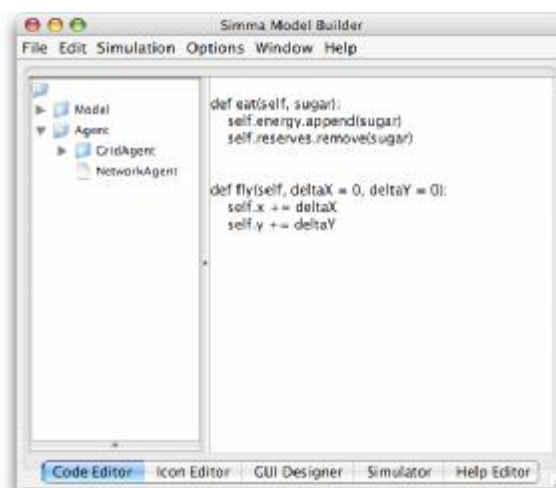 Simma Model Builder
File Edit Simulation Options Window Help
Model
Agent
GridAgent
NetworkAgent
def eat(self, sugar):
self.energy.append(sugar)
self.reserves.remove(sugar)
def fly(self, deltaX = 0, deltaY = 0):
self.x += deltaX
self.y += deltaY
Code Editor Icon Editor GUI Designer Simulator Help Editor